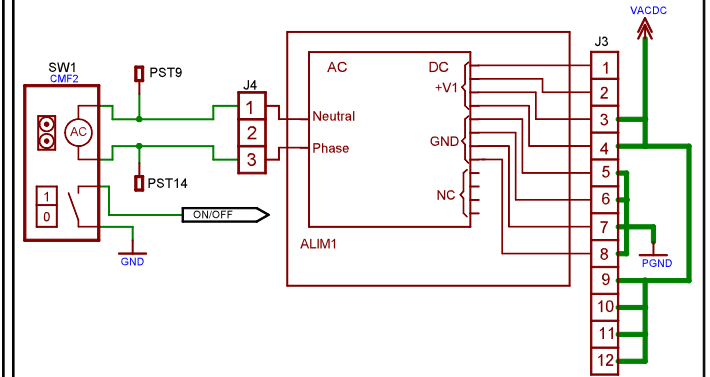 VACDC
SW1
CMF2
PST9
J4
J3
AC
DC
+V1
1
2
3
Neutral
Phase
GND
NC
AC
PST14
1
0
ON/OFF
GND
ALIM1
1
2
3
4
5
6
7
8
9
10
11
12
PGND